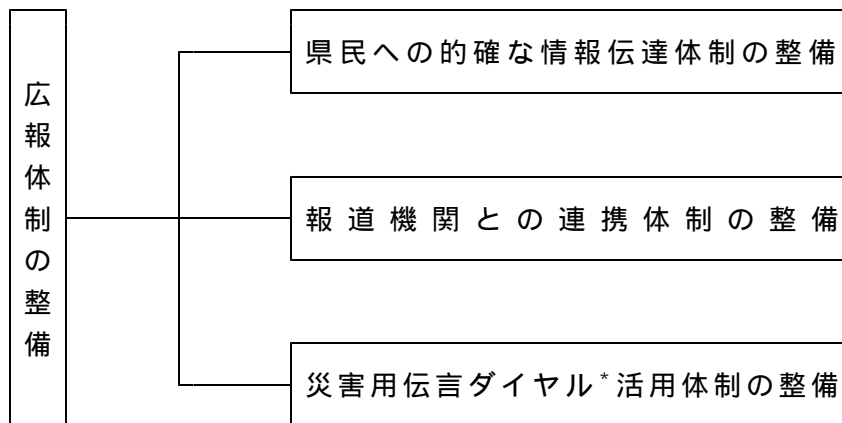 広報体制の整備
県民への的確な情報伝達体制の整備
報道機関との連携体制の整備
災害用伝言ダイヤル*活用体制の整備